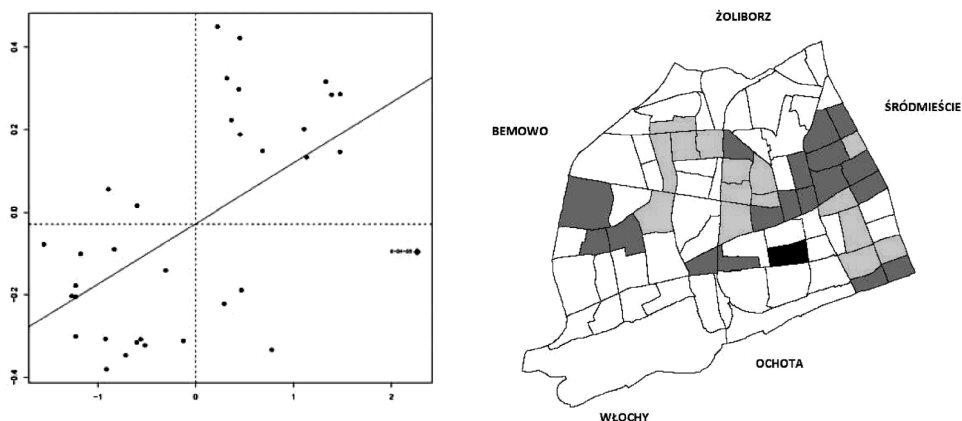 ŻOLIBORZ
ŚRÓDMIEŚCIE
BEMOWO
OCHOTA
WŁOCHY
0.4
0.2
0.0
-0.2
-0.4
-1
0
1
2